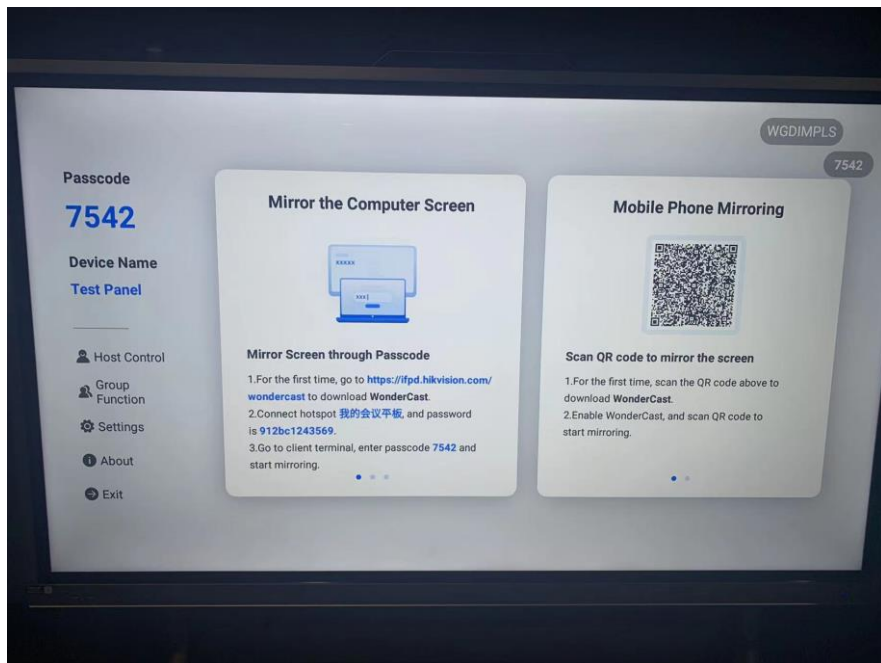 WGDIMPLS
7542
Passcode
7542
Device Name
Test Panel
Host Control
Group
Function
Settings
About
Exit
Mirror the Computer Screen
xxxxx
xxx
Mirror Screen through Passcode
1.For the first time, go to https://ifpd.hikvision.com/
wondercast to download WonderCast.
2.Connect hotspot 我的会议平板, and password
is 912bc1243569.
3.Go to client terminal, enter passcode 7542 and
start mirroring.
Mobile Phone Mirroring
Scan QR code to mirror the screen
1.For the first time, scan the QR code above to
download WonderCast.
2.Enable WonderCast, and scan QR code to
start mirroring.